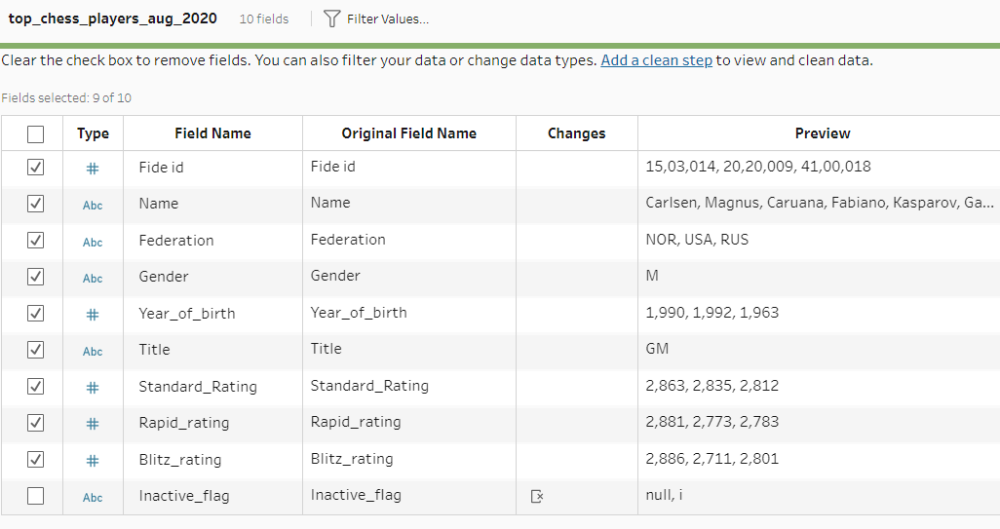 top_chess_players_aug_2020 10 fields Filter Values...
Clear the check box to remove fields. You can also filter your data or change data types. Add a clean step to view and clean data.
Fields selected: 9 of 10
Type Field Name Original Field Name Changes Preview
# Fide id Fide id 15,03,014, 20,20,009, 41,00,018
Abc Name Name Carlsen, Magnus, Caruana, Fabiano, Kasparov, Ga...
Abc Federation Federation NOR, USA, RUS
Abc Gender Gender M
# Year_of_birth Year_of_birth 1,990, 1,992, 1,963
Abc Title Title GM
# Standard_Rating Standard_Rating 2,863, 2,835, 2,812
# Rapid_rating Rapid_rating 2,881, 2,773, 2,783
# Blitz_rating Blitz_rating 2,886, 2,711, 2,801
Abc Inactive_flag Inactive_flag null, i